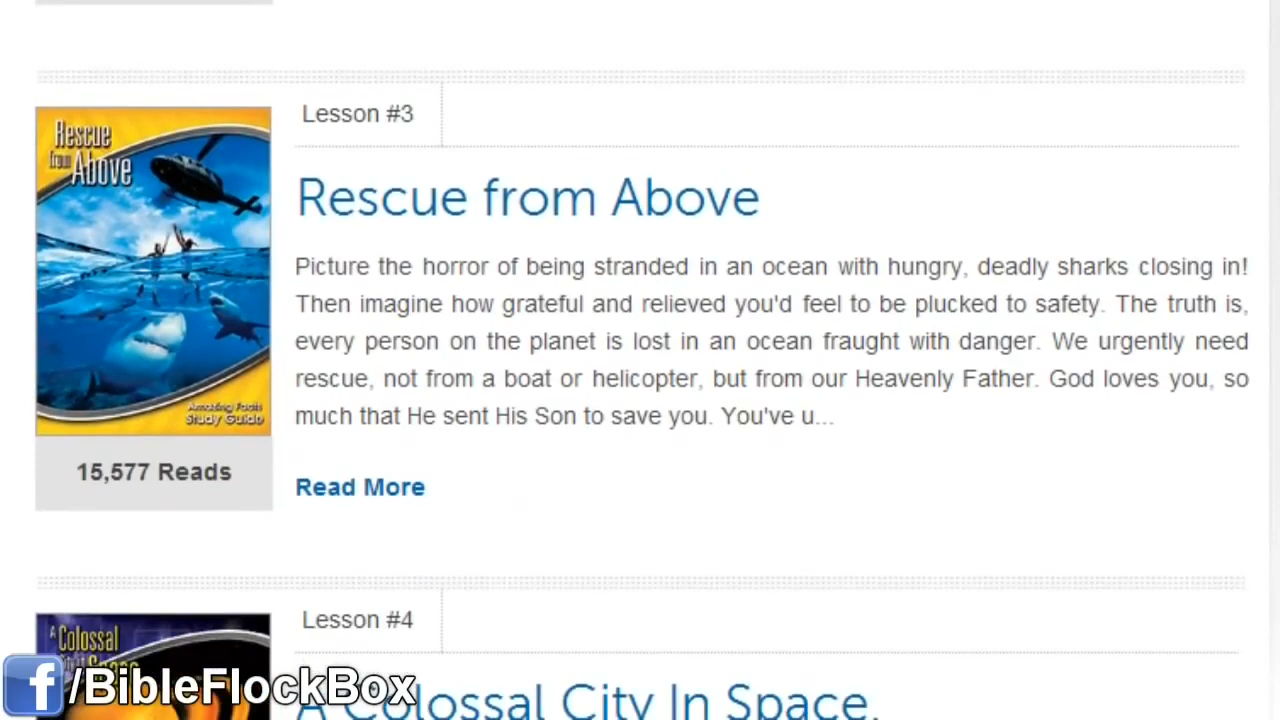 Lesson #3
Rescue
from Above
Rescue from Above
Picture the horror of being stranded in an ocean with hungry, deadly sharks closing in!
Then imagine how grateful and relieved you'd feel to be plucked to safety. The truth is,
every person on the planet is lost in an ocean fraught with danger. We urgently need
rescue, not from a boat or helicopter, but from our Heavenly Father. God loves you, so
much that He sent His Son to save you. You've u...
Amazing Facts
Study Guide
15,577 Reads
Read More
Lesson #4
A Colossal
City in Space
A Colossal City In Space.
f/BibleFlockBox